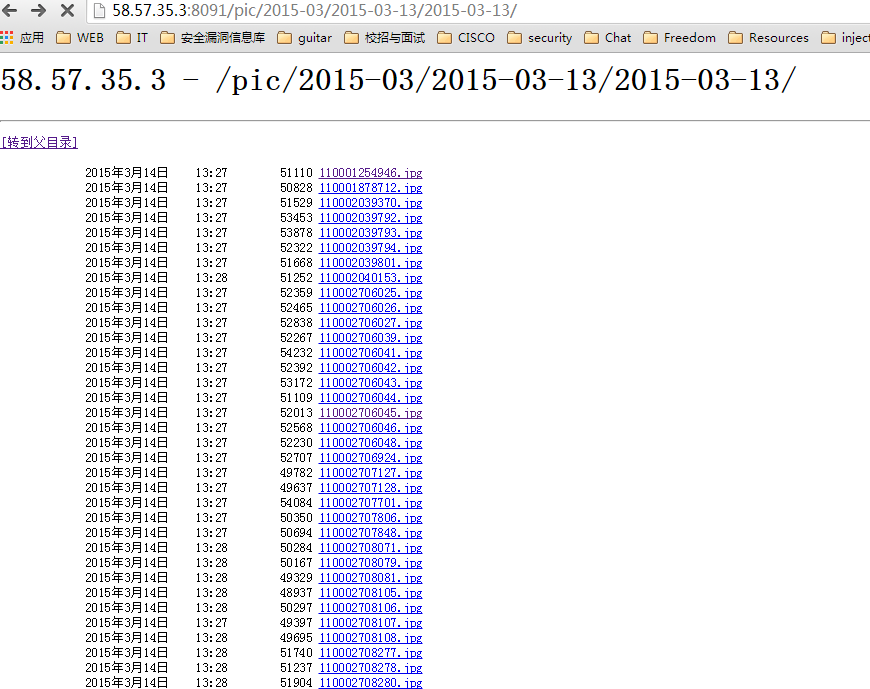 58.57.35.3:8091/pic/2015-03/2015-03-13/2015-03-13/
应用 WEB IT 安全漏洞信息库 guitar 校招与面试 CISCO security Chat Freedom Resources inject
58.57.35.3 - /pic/2015-03/2015-03-13/2015-03-13/
[转到父目录]
2015年3月14日 13:27 51110 110001254946.jpg
2015年3月14日 13:27 50828 110001878712.jpg
2015年3月14日 13:27 51529 110002039370.jpg
2015年3月14日 13:27 53453 110002039792.jpg
2015年3月14日 13:27 53878 110002039793.jpg
2015年3月14日 13:27 52322 110002039794.jpg
2015年3月14日 13:27 51668 110002039801.jpg
2015年3月14日 13:28 51252 110002040153.jpg
2015年3月14日 13:27 52359 110002706025.jpg
2015年3月14日 13:27 52465 110002706026.jpg
2015年3月14日 13:27 52838 110002706027.jpg
2015年3月14日 13:27 52267 110002706039.jpg
2015年3月14日 13:27 54232 110002706041.jpg
2015年3月14日 13:27 52392 110002706042.jpg
2015年3月14日 13:27 53172 110002706043.jpg
2015年3月14日 13:27 51109 110002706044.jpg
2015年3月14日 13:27 52013 110002706045.jpg
2015年3月14日 13:27 52568 110002706046.jpg
2015年3月14日 13:27 52230 110002706048.jpg
2015年3月14日 13:27 52707 110002706924.jpg
2015年3月14日 13:27 49782 110002707127.jpg
2015年3月14日 13:27 49637 110002707128.jpg
2015年3月14日 13:27 54084 110002707701.jpg
2015年3月14日 13:27 50350 110002707806.jpg
2015年3月14日 13:27 50694 110002707848.jpg
2015年3月14日 13:28 50284 110002708071.jpg
2015年3月14日 13:28 50167 110002708079.jpg
2015年3月14日 13:28 49329 110002708081.jpg
2015年3月14日 13:28 48937 110002708105.jpg
2015年3月14日 13:28 50297 110002708106.jpg
2015年3月14日 13:27 49397 110002708107.jpg
2015年3月14日 13:28 49695 110002708108.jpg
2015年3月14日 13:28 51740 110002708277.jpg
2015年3月14日 13:28 51237 110002708278.jpg
2015年3月14日 13:28 51904 110002708280.jpg